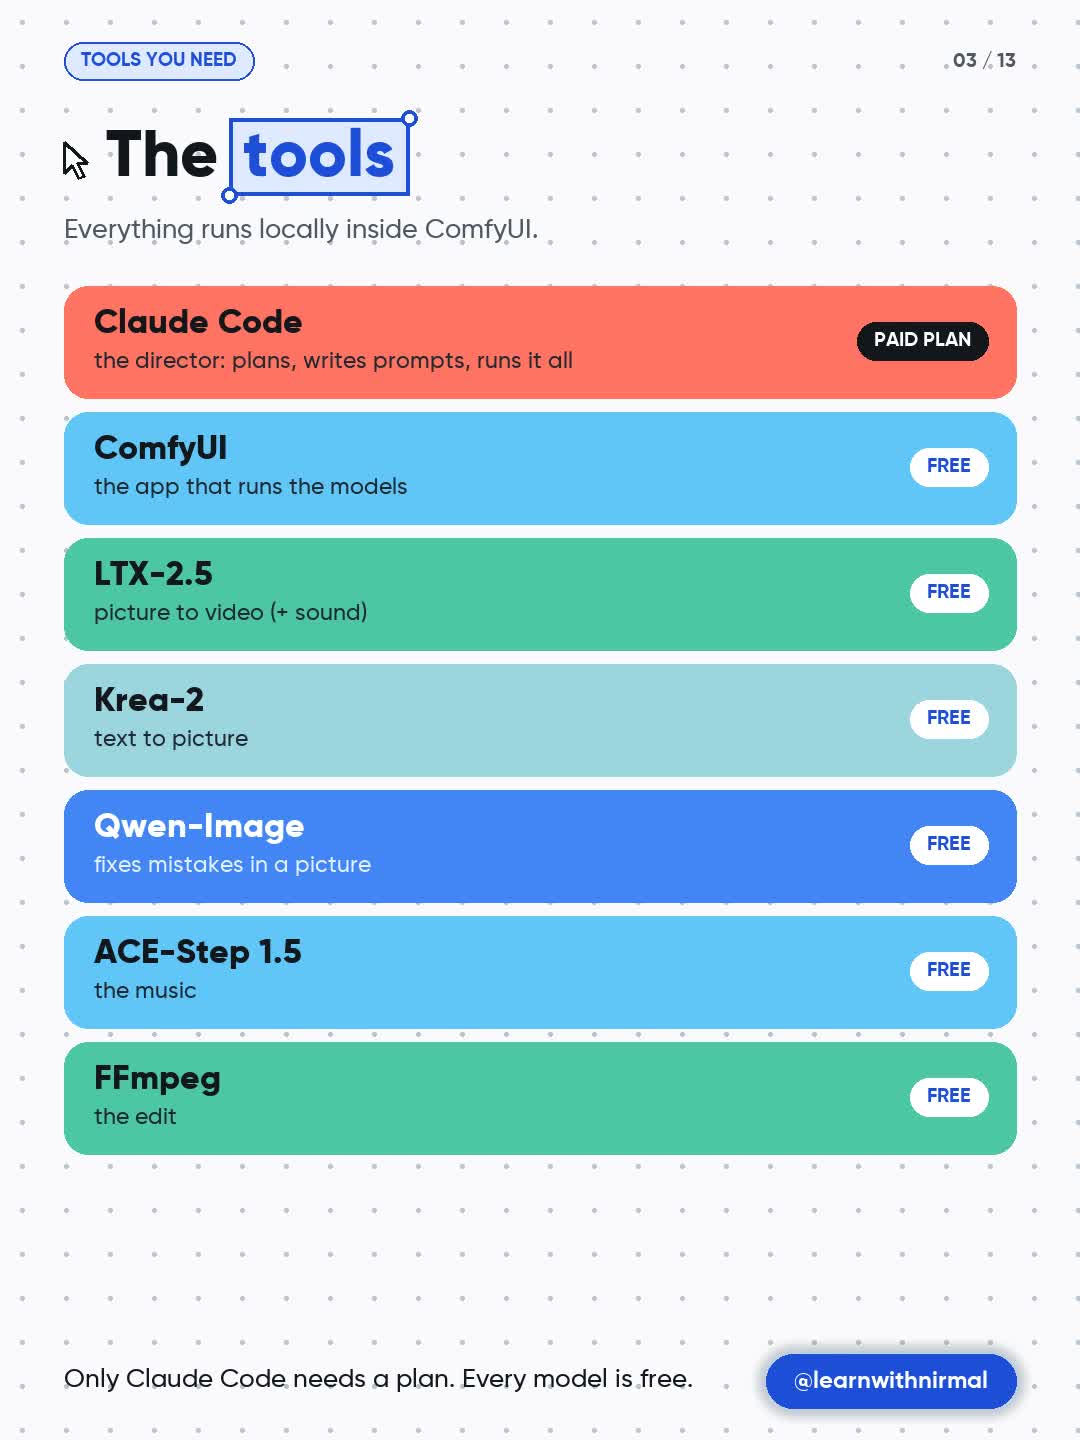 TOOLS YOU NEED
03 / 13
The tools
Everything runs locally inside ComfyUI.
Claude Code
the director: plans, writes prompts, runs it all
PAID PLAN
ComfyUI
the app that runs the models
FREE
LTX-2.5
picture to video (+ sound)
FREE
Krea-2
text to picture
FREE
Qwen-Image
fixes mistakes in a picture
FREE
ACE-Step 1.5
the music
FREE
FFmpeg
the edit
FREE
Only Claude Code needs a plan. Every model is free.
@learnwithnirmal